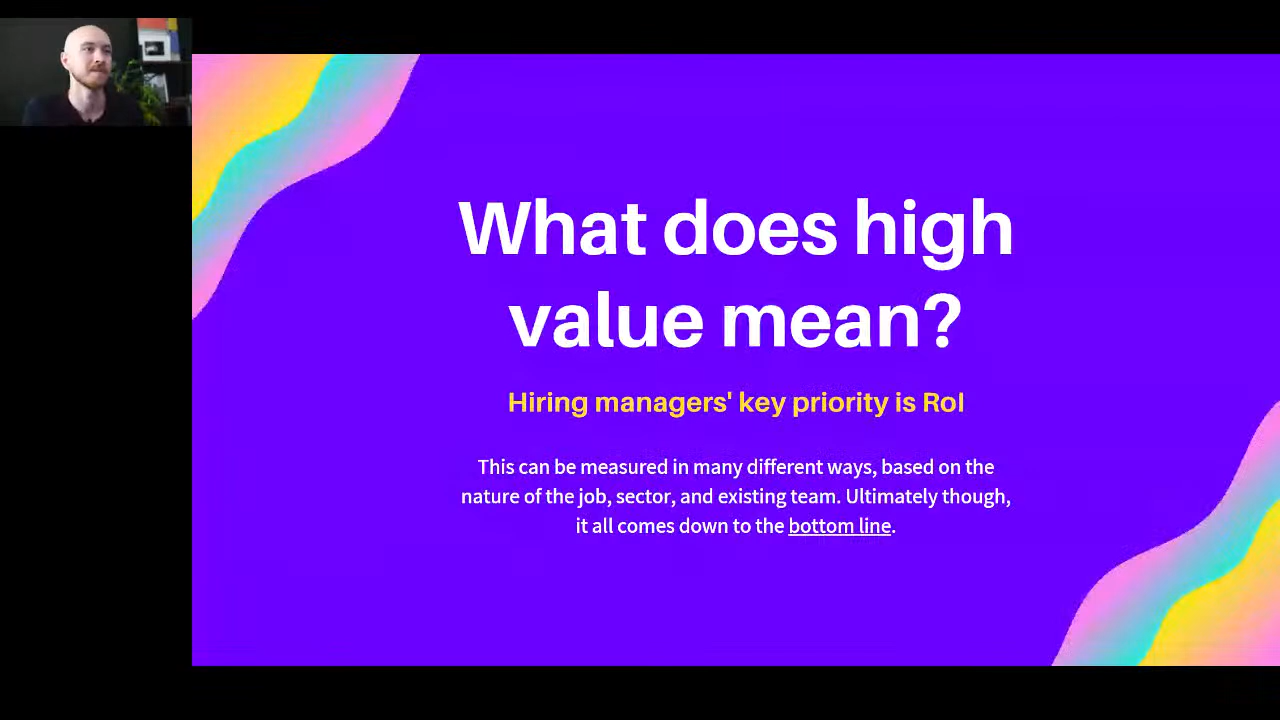 What does high
value mean?
Hiring managers' key priority is RoI
This can be measured in many different ways, based on the
nature of the job, sector, and existing team. Ultimately though,
it all comes down to the bottom line.